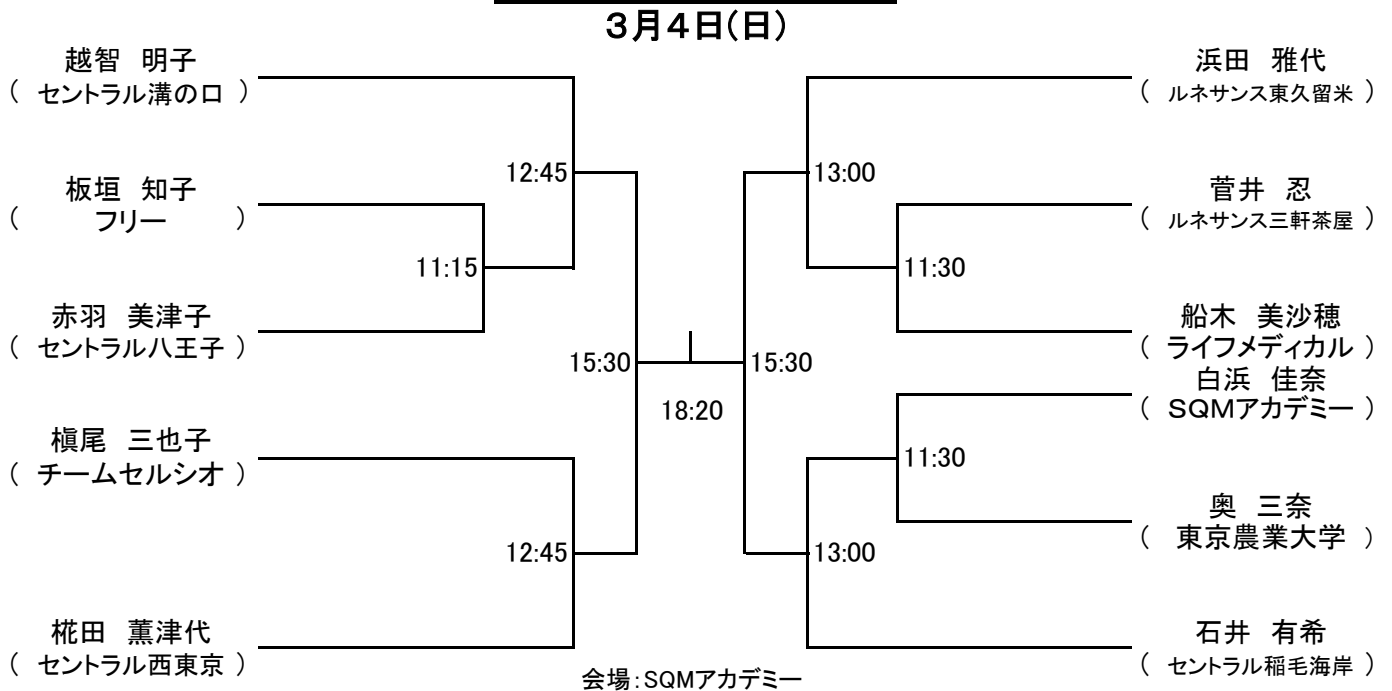 3月4日(日)
越智 明子
( セントラル溝の口 )
板垣 知子
( フリー )
赤羽 美津子
( セントラル八王子 )
槇尾 三也子
( チームセルシオ )
椛田 薫津代
( セントラル西東京 )
12:45
11:15
15:30
12:45
18:20
13:00
11:30
15:30
11:30
13:00
浜田 雅代
( ルネサンス東久留米 )
菅井 忍
( ルネサンス三軒茶屋 )
船木 美沙穂
( ライフメディカル )
白浜 佳奈
( SQMアカデミー )
奥 三奈
( 東京農業大学 )
石井 有希
( セントラル稲毛海岸 )
会場:SQMアカデミー